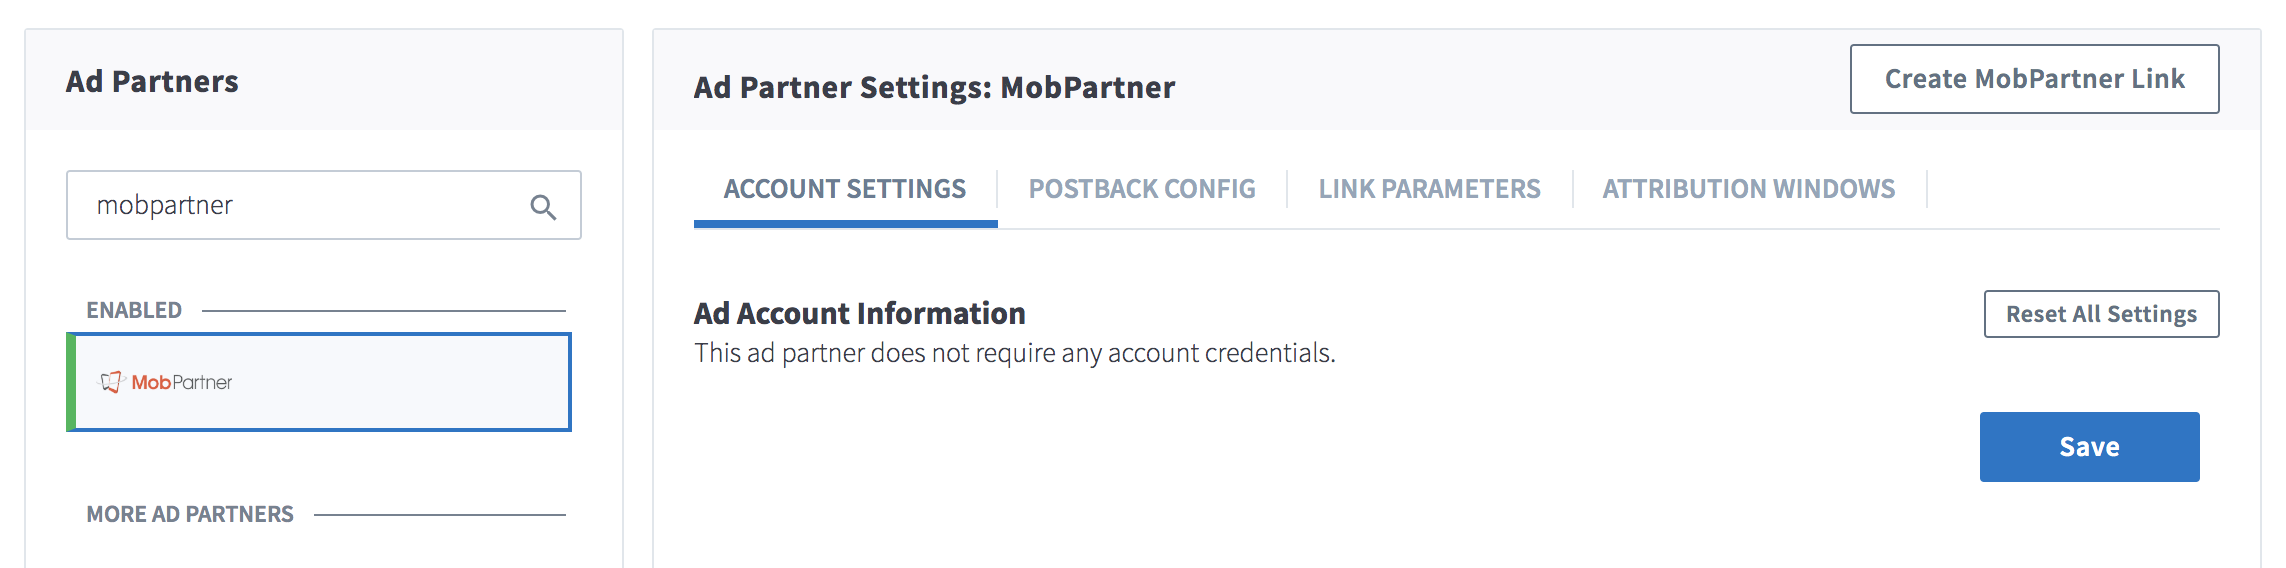 Ad Partners
mobpartner
ENABLED
MobPartner
MORE AD PARTNERS
Ad Partner Settings: MobPartner
Create MobPartner Link
ACCOUNT SETTINGS
POSTBACK CONFIG
LINK PARAMETERS
ATTRIBUTION WINDOWS
Ad Account Information
Reset All Settings
This ad partner does not require any account credentials.
Save